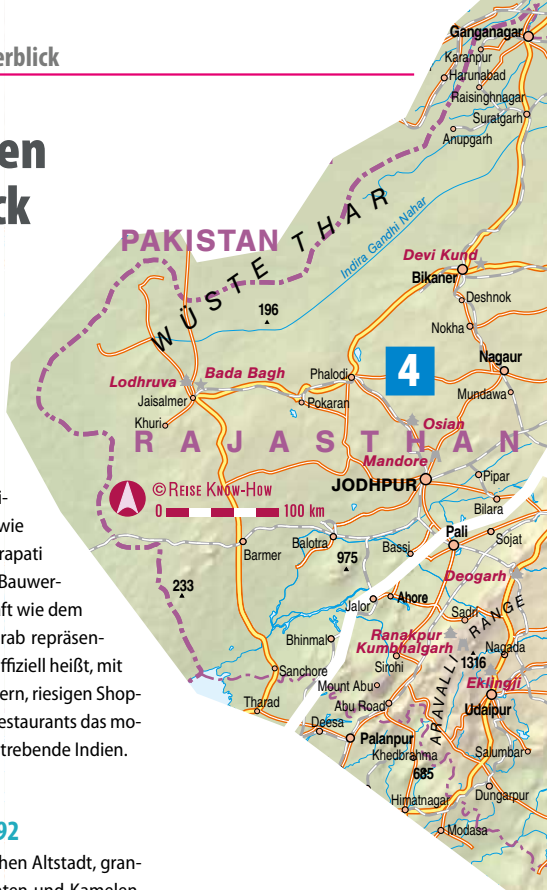 erblick
en
ck
i-
wie
rapati
Bauwer-
ft wie dem
rab repräsen-
ffiziell heißt, mit
ern, riesigen Shop-
estaurants das mo-
trebende Indien.
92
chen Altstadt, gran-
ten und Kamelen
Ganganagar
Karanpur
Harunabad
Raisinghnagar
Suratgarh
Anupgarh
PAKISTAN
WÜSTE THAR
Indira Gandhi Nahar
196
Devi Kund
Bikaner
Deshnok
Nokha
Nagaur
4
Lodhruva
Bada Bagh
Phalodi
Jaisalmer
Pokaran
Mundawa
Khuri
Osian
RAJASTHAN
Mandore
JODHPUR
Pipar
© REISE KNOW-HOW
0 100 km
Bilara
Pali
Sojat
Balotra
Bassi
Barmer
975
Deogarh
233
Jalor
Ahore
Sadri
Ranakpur
Kumbhalgarh
ARAVALLI RANGE
Bhinmal
Sirohi
1316
Nagada
Sanchore
Mount Abu
Eklingji
Tharad
Abu Road
Udaipur
Deesa
Palanpur
Khedbrahma
Salumbar
685
Dungarpur
Himatnagar
Modasa